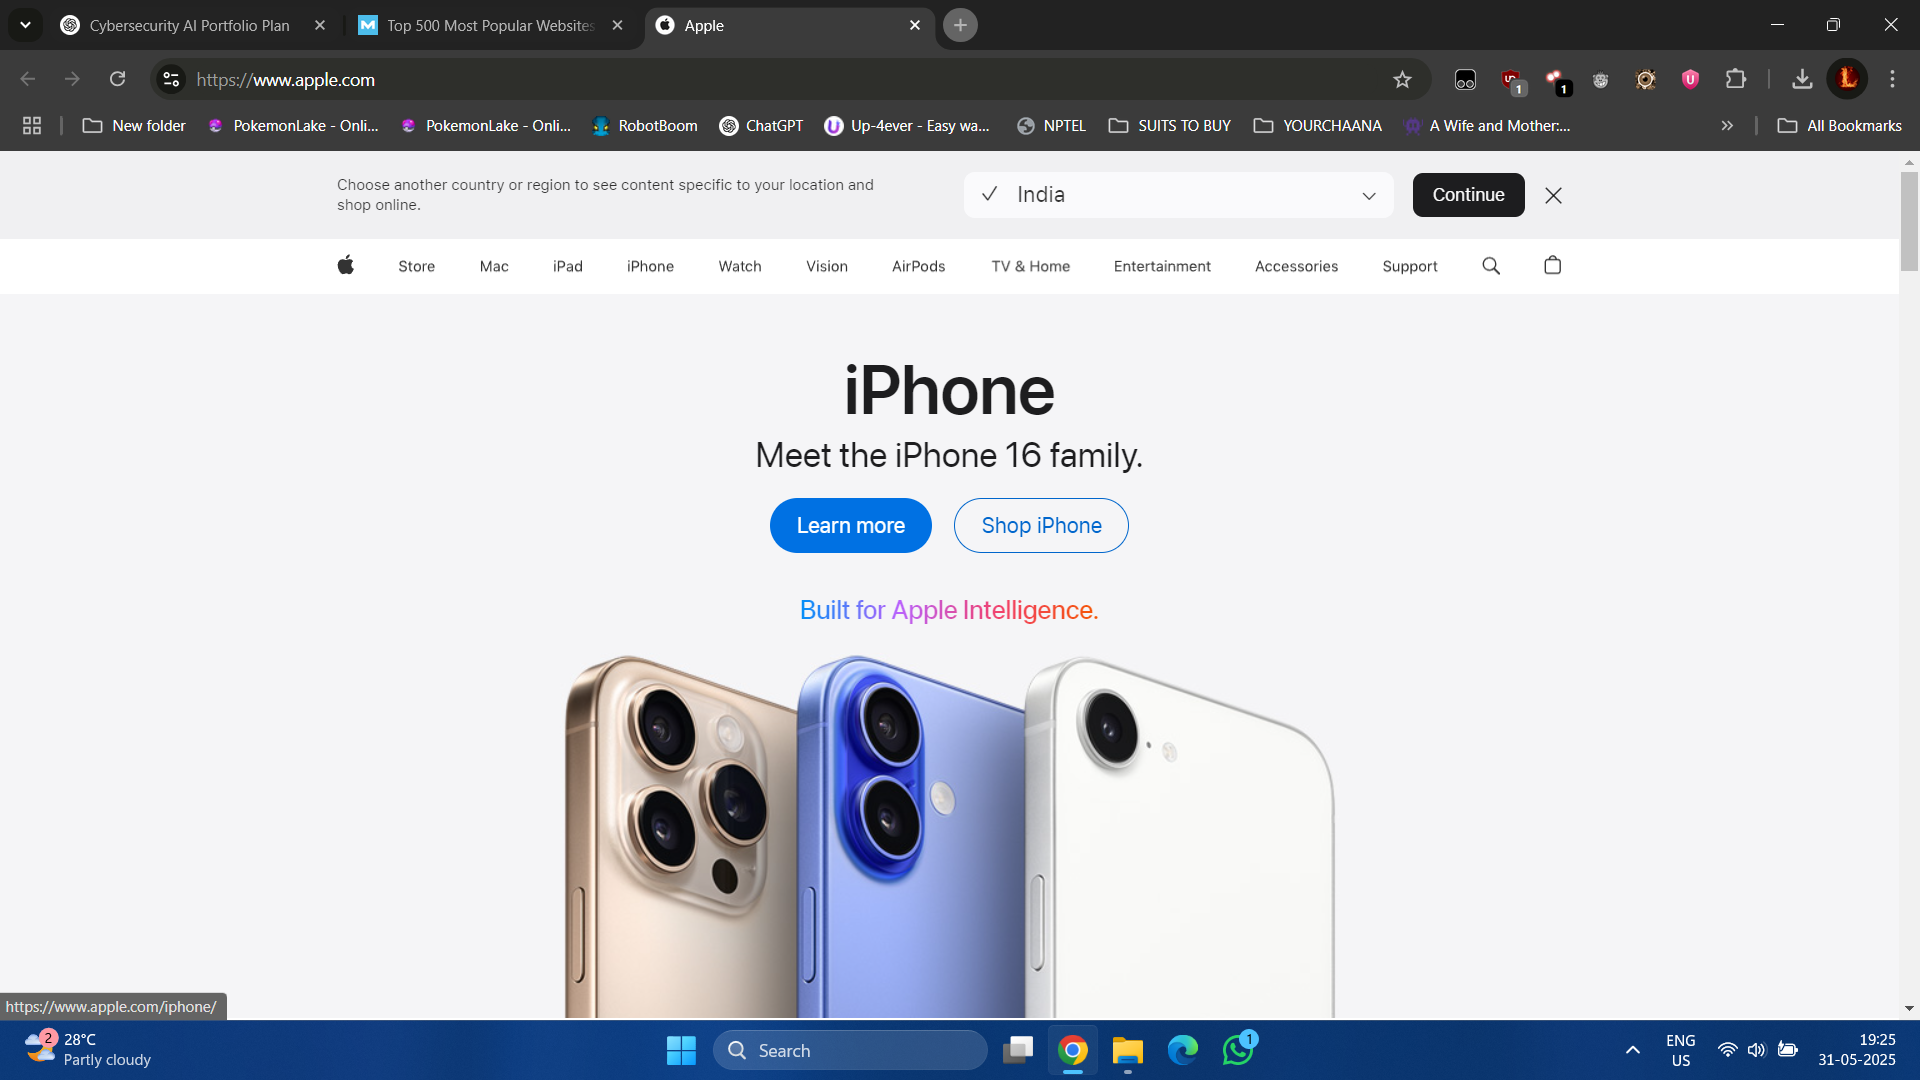 Cybersecurity AI Portfolio Plan
Top 500 Most Popular Websites
Apple
https://www.apple.com
1
1
New folder
PokemonLake - Onli...
PokemonLake - Onli...
RobotBoom
ChatGPT
Up-4ever - Easy wa...
NPTEL
SUITS TO BUY
YOURCHAANA
A Wife and Mother:...
All Bookmarks
Choose another country or region to see content specific to your location and
shop online.
India
Continue
Store
Mac
iPad
iPhone
Watch
Vision
AirPods
TV & Home
Entertainment
Accessories
Support
iPhone
Meet the iPhone 16 family.
Learn more
Shop iPhone
Built for Apple Intelligence.
https://www.apple.com/iphone/
2
28°C
Partly cloudy
Search
1
ENG
US
19:25
31-05-2025